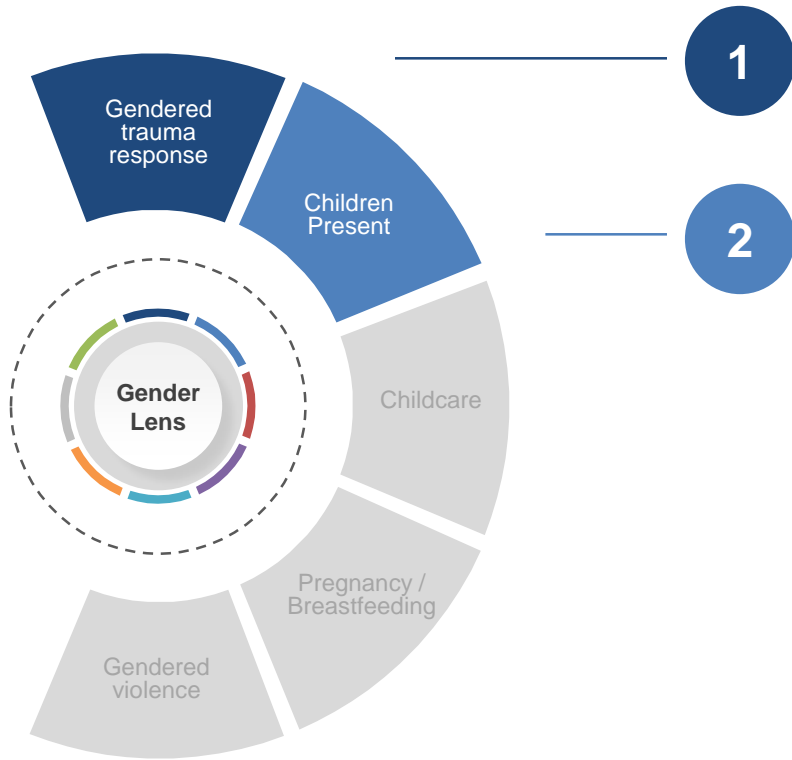 1
Gendered
trauma
response
Children
Present
2
Gender
Lens
Childcare
Pregnancy /
Breastfeeding
Gendered
violence